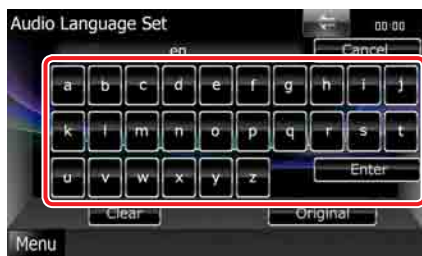 Audio Language Set 00:00
en Cancel
a b c d e f g h i j
k l m n o p q r s t
u v w x y z Enter
Clear Original
Menu